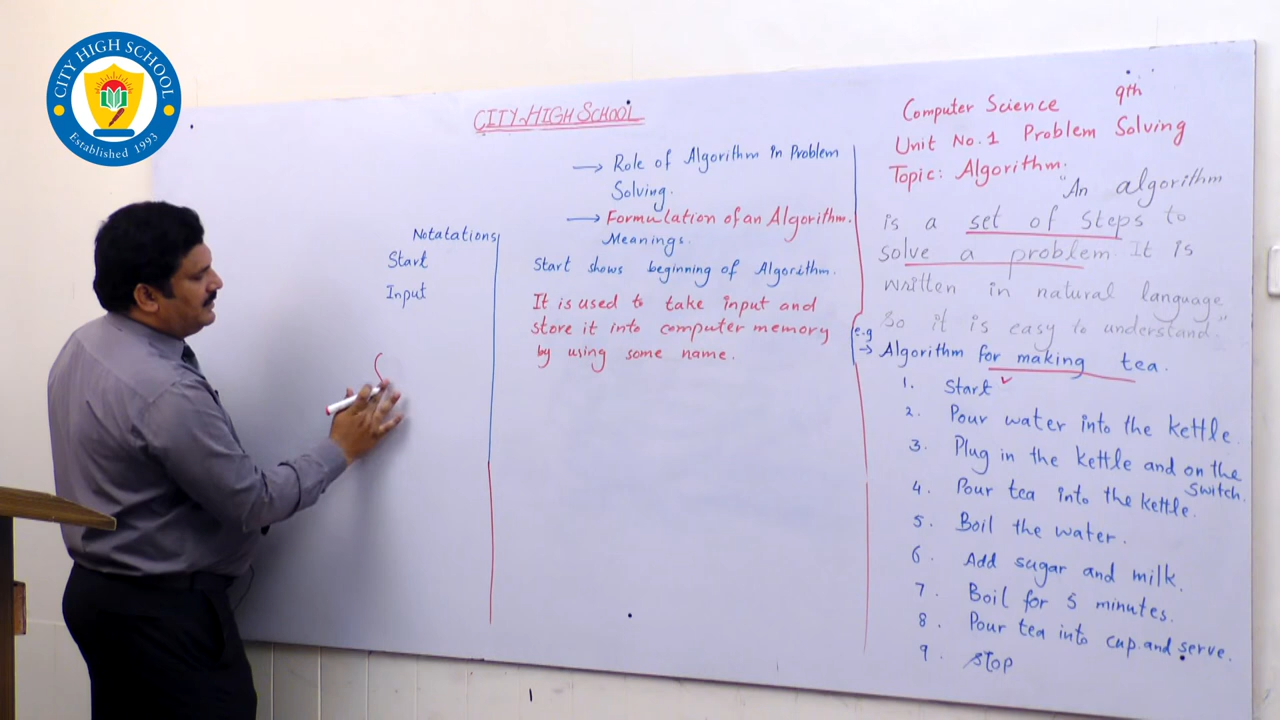 CITY HIGH SCHOOL
Established 1993
CITY HIGH SCHOOL
→ Role of Algorithm in Problem
Solving.
→ Formulation of an Algorithm.
Notatations
Meanings.
Start
Start shows beginning of Algorithm.
Input
It is used to take input and
store it into computer memory
by using some name.
Computer Science 9th
Unit No.1 Problem Solving
Topic: Algorithm:
"An algorithm
is a set of steps to
solve a problem It is
written in natural language
So it is easy to understand."
e.g
→ Algorithm for making tea.
1. Start ✓
2. Pour water into the kettle.
3. Plug in the kettle and on the
switch.
4. Pour tea into the kettle.
5. Boil the water.
6. Add sugar and milk.
7. Boil for 5 minutes.
8. Pour tea into cup and serve.
9. Stop